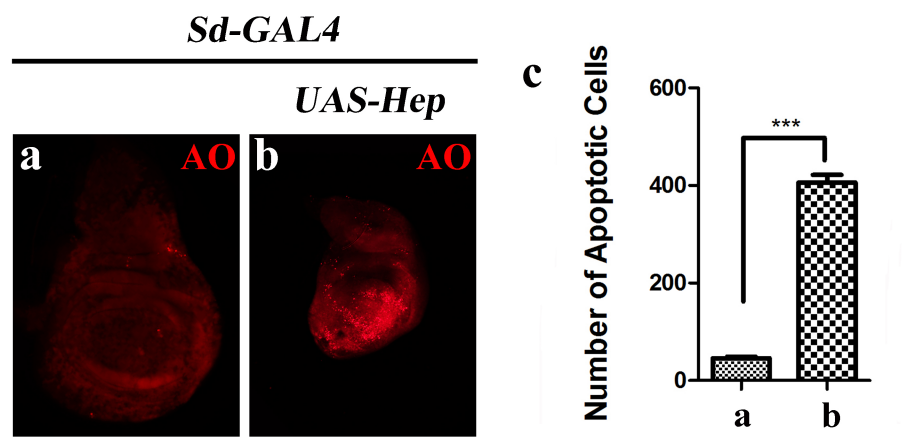 Sd-GAL4
UAS-Hep
a AO
b AO
c
Number of Apoptotic Cells
600
400
200
0
***
a b